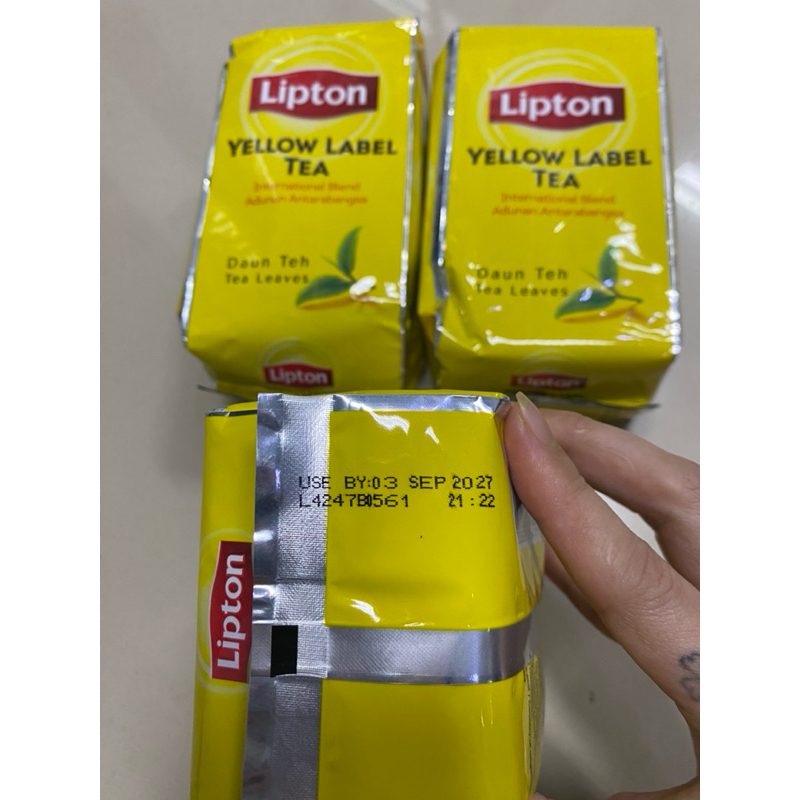 Lipton
YELLOW LABEL
TEA
International Blend
Adunan Antarabangsa
Daun Teh
Tea Leaves
Lipton
Lipton
YELLOW LABEL
TEA
International Blend
Adunan Antarabangsa
Daun Teh
Tea Leaves
Lipton
USE BY:03 SEP 2027
L4247B0561 21:22
Lipton